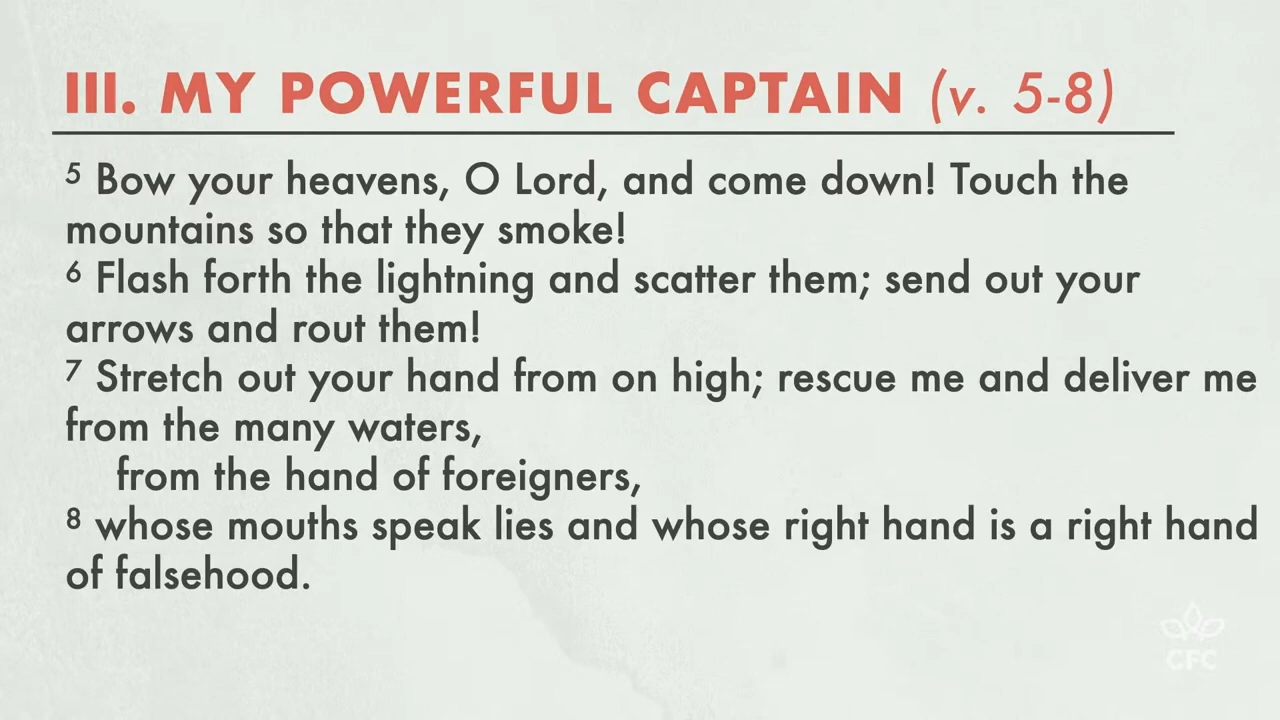 III. MY POWERFUL CAPTAIN (v. 5-8)
5 Bow your heavens, O Lord, and come down! Touch the
mountains so that they smoke!
6 Flash forth the lightning and scatter them; send out your
arrows and rout them!
7 Stretch out your hand from on high; rescue me and deliver me
from the many waters,
from the hand of foreigners,
8 whose mouths speak lies and whose right hand is a right hand
of falsehood.
CFC